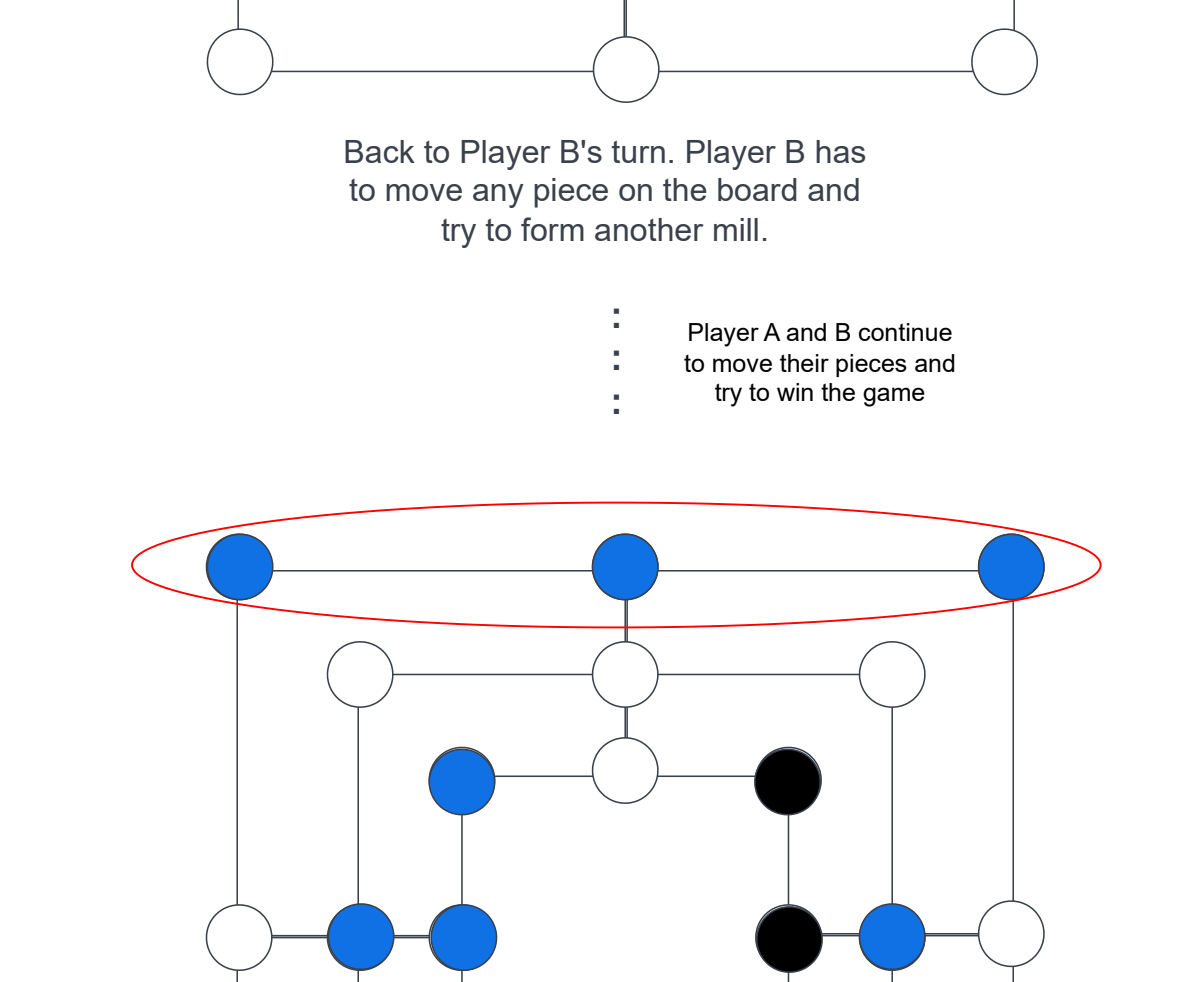 Back to Player B's turn. Player B has
to move any piece on the board and
try to form another mill.
:
:
:
Player A and B continue
to move their pieces and
try to win the game